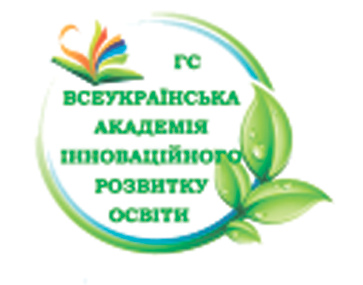 ГС
ВСЕУКРАЇНСЬКА
АКАДЕМІЯ
ІННОВАЦІЙНОГО
РОЗВИТКУ
ОСВІТИ